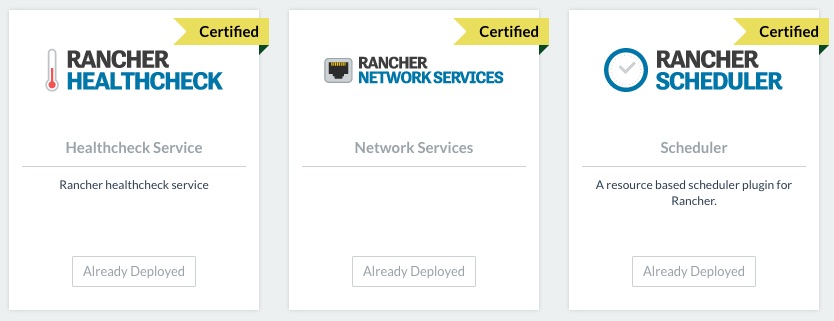 Certified
RANCHER
HEALTHCHECK
Healthcheck Service
Rancher healthcheck service
Already Deployed
Certified
RANCHER
NETWORK SERVICES
Network Services
Already Deployed
Certified
RANCHER
SCHEDULER
Scheduler
A resource based scheduler plugin for
Rancher.
Already Deployed